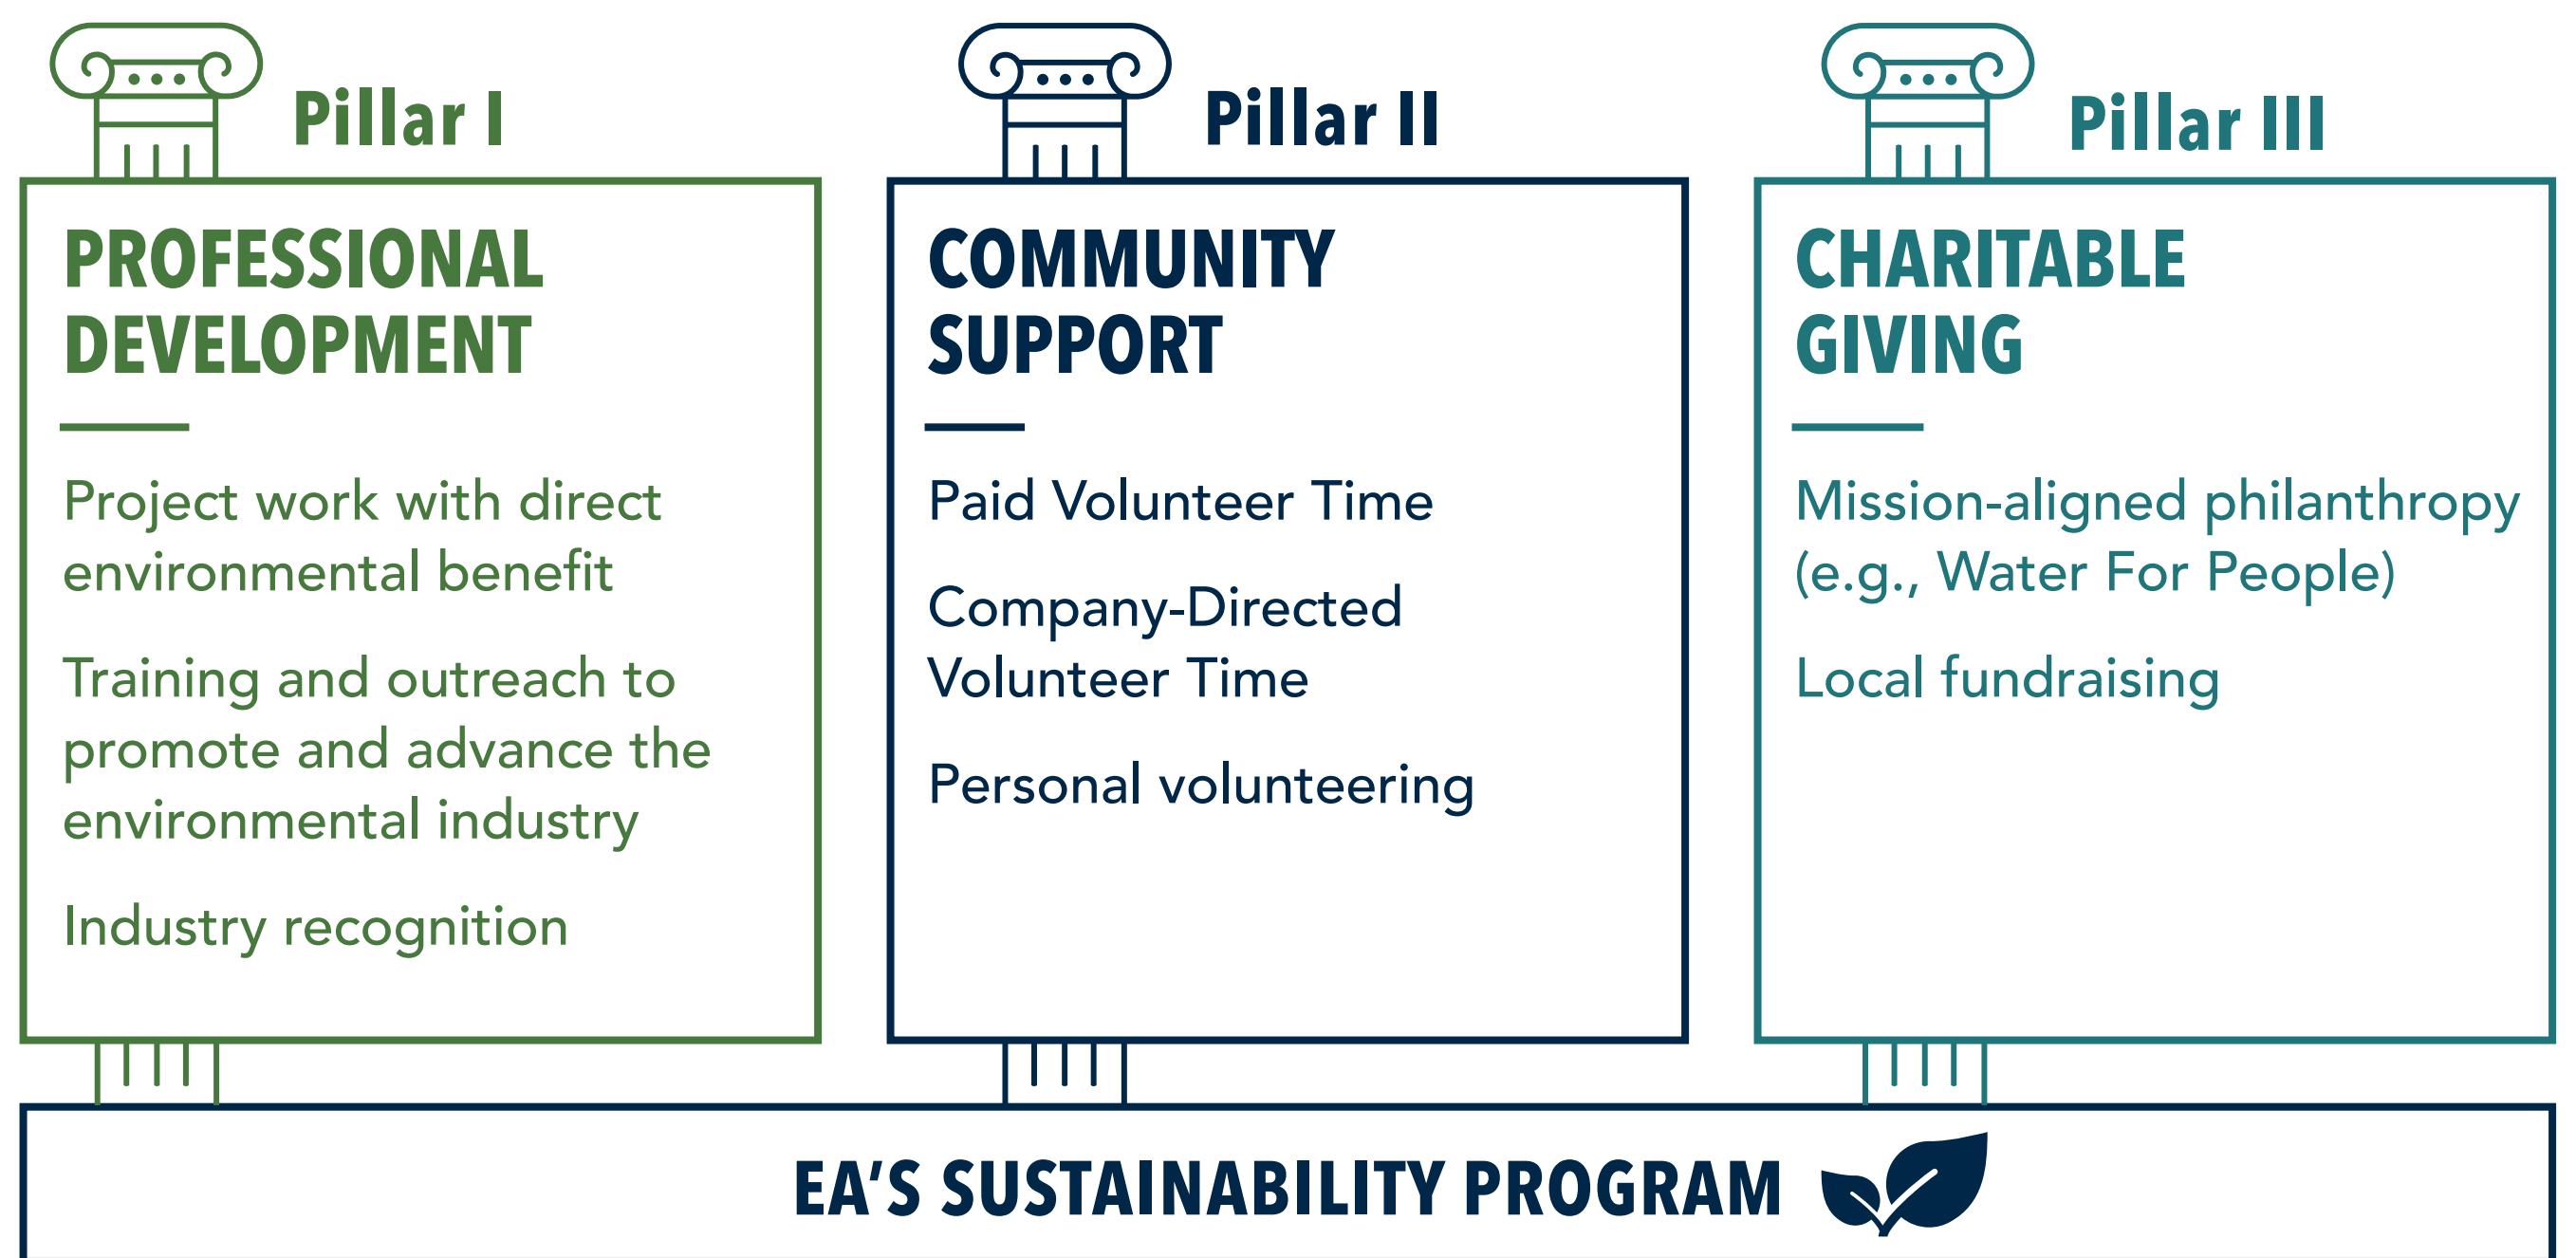 Pillar I
PROFESSIONAL
DEVELOPMENT
Project work with direct
environmental benefit
Training and outreach to
promote and advance the
environmental industry
Industry recognition
Pillar II
COMMUNITY
SUPPORT
Paid Volunteer Time
Company-Directed
Volunteer Time
Personal volunteering
Pillar III
CHARITABLE
GIVING
Mission-aligned philanthropy
(e.g., Water For People)
Local fundraising
EA’S SUSTAINABILITY PROGRAM